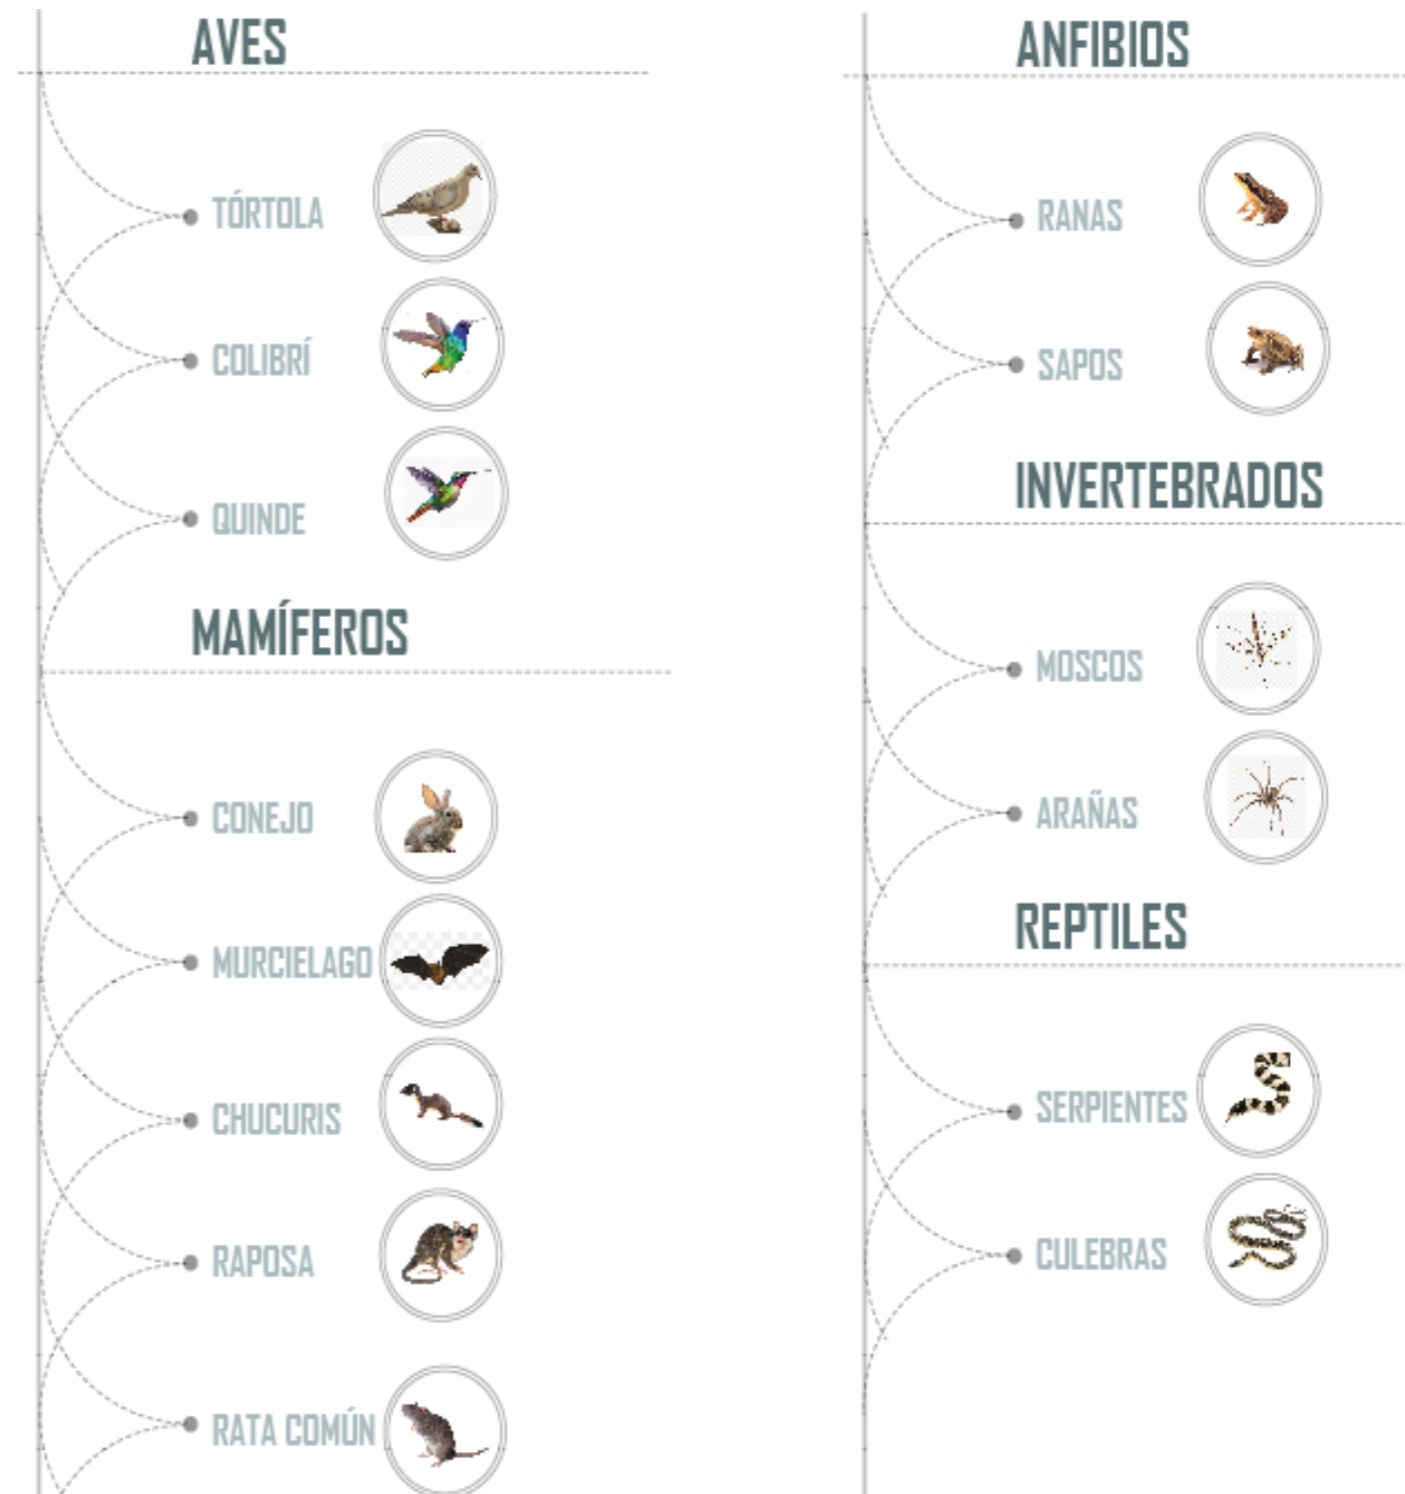 AVES
TÓRTOLA
COLIBRÍ
QUINDE
MAMÍFEROS
CONEJO
MURCIELAGO
CHUCURIS
RAPOSA
RATA COMÚN
ANFIBIOS
RANAS
SAPOS
INVERTEBRADOS
MOSCOS
ARAÑAS
REPTILES
SERPIENTES
CULEBRAS